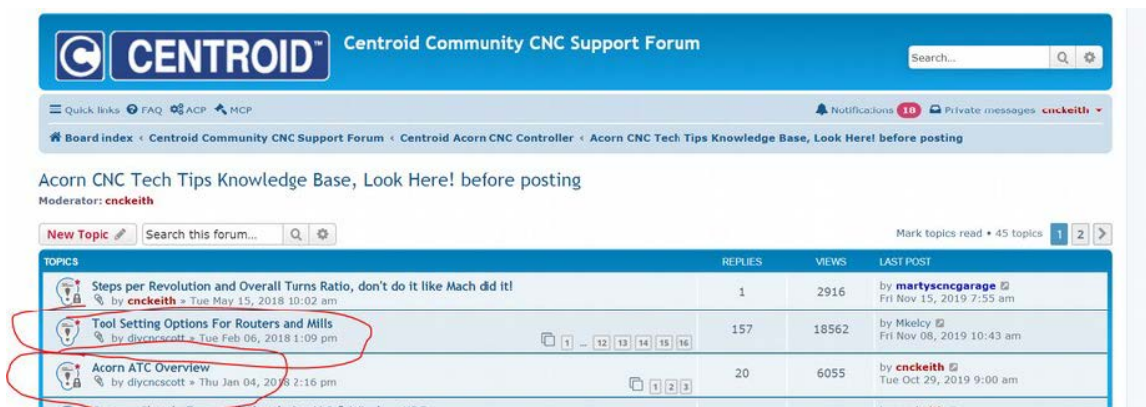 C CENTROID™
Centroid Community CNC Support Forum
Search...
Quick links FAQ ACP MCP
Notifications 18 Private messages cnckeith
Board index ‹ Centroid Community CNC Support Forum ‹ Centroid Acorn CNC Controller ‹ Acorn CNC Tech Tips Knowledge Base, Look Here! before posting
Acorn CNC Tech Tips Knowledge Base, Look Here! before posting
Moderator: cnckeith
New Topic Search this forum... Mark topics read • 45 topics 1 2
TOPICS REPLIES VIEWS LAST POST
Steps per Revolution and Overall Turns Ratio, don't do it like Mach did it!
by cnckeith » Tue May 15, 2018 10:02 am
1 2916
by martyscncgarage
Fri Nov 15, 2019 7:55 am
Tool Setting Options For Routers and Mills
by diycncscott » Tue Feb 06, 2018 1:09 pm
1 ... 12 13 14 15 16
157 18562
by Mkelcy
Fri Nov 08, 2019 10:43 am
Acorn ATC Overview
by diycncscott » Thu Jan 04, 2018 2:16 pm
1 2 3
20 6055
by cnckeith
Tue Oct 29, 2019 9:00 am